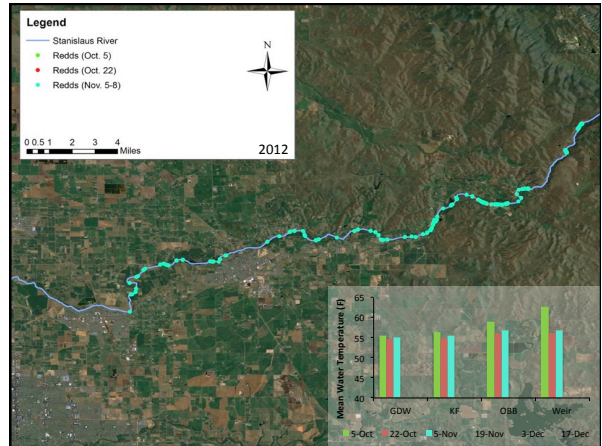 Legend
Stanislaus River
Redds (Oct. 5)
Redds (Oct. 22)
Redds (Nov. 5-8)
N
0 0.5 1 2 3 4
Miles
2012
Mean Water Temperature (F)
65
60
55
50
45
40
GDW KF OBB Weir
5-Oct 22-Oct 5-Nov 19-Nov 3-Dec 17-Dec